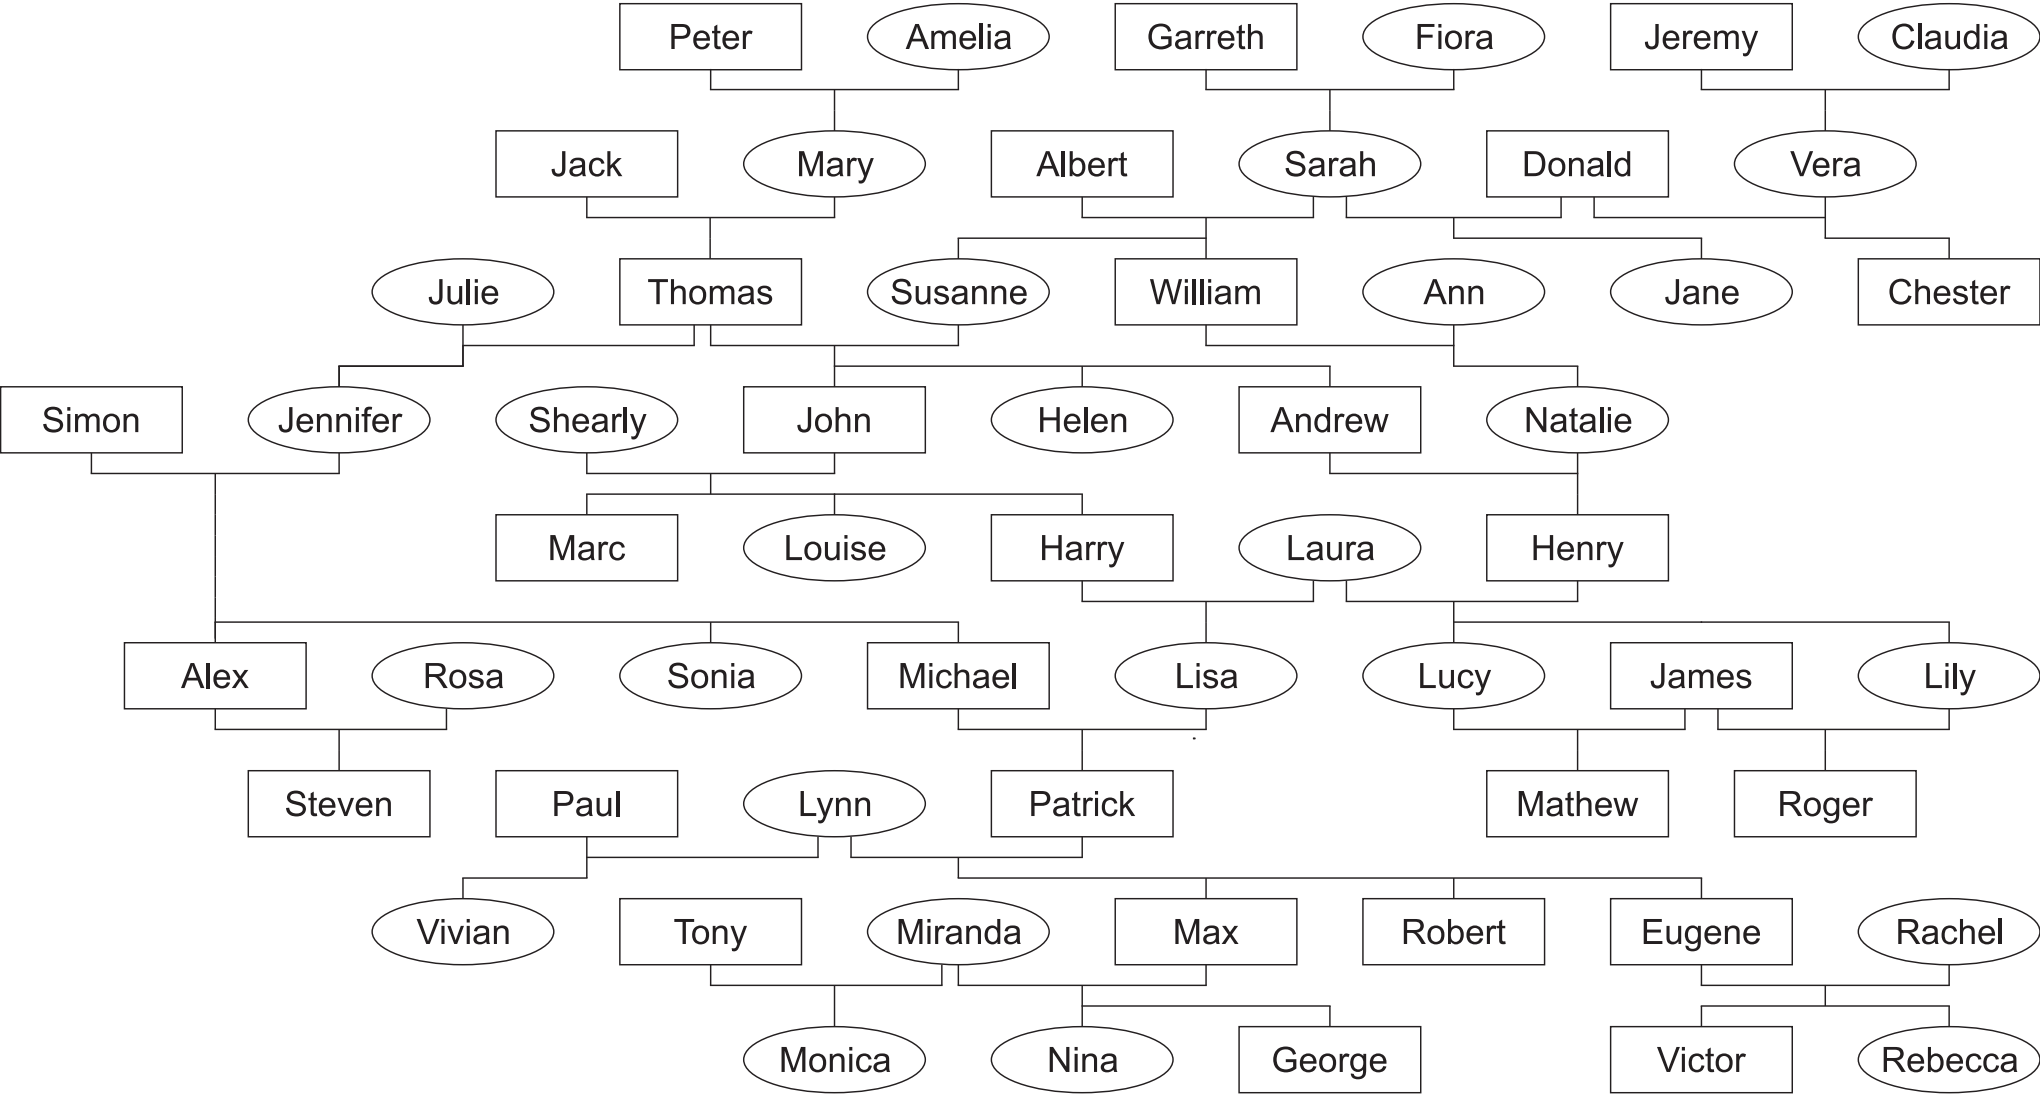 Peter Amelia Garreth Fiora Jeremy Claudia
Jack Mary Albert Sarah Donald Vera
Julie Thomas Susanne William Ann Jane Chester
Simon Jennifer Shearly John Helen Andrew Natalie
Marc Louise Harry Laura Henry
Alex Rosa Sonia Michael Lisa Lucy James Lily
Steven Paul Lynn Patrick Mathew Roger
Vivian Tony Miranda Max Robert Eugene Rachel
Monica Nina George Victor Rebecca